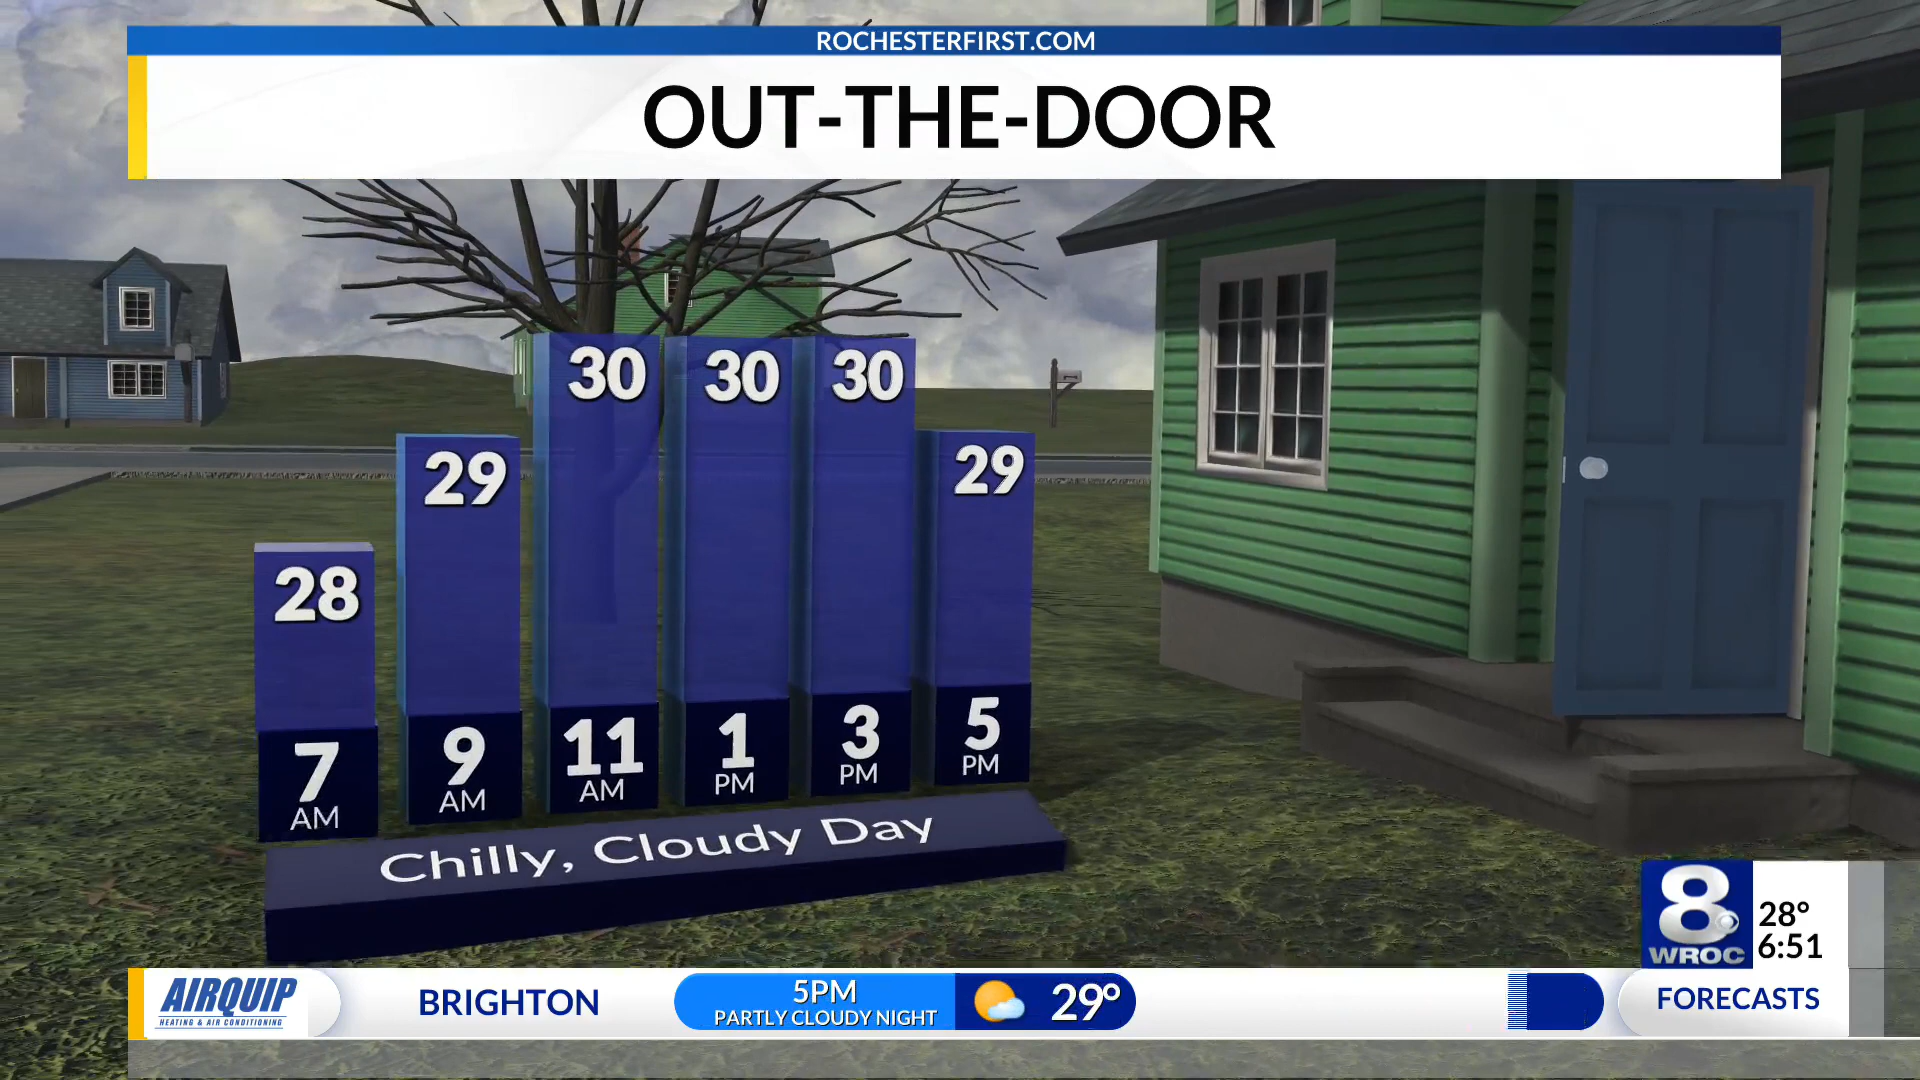 ROCHESTERFIRST.COM
OUT-THE-DOOR
28
29
30
30
30
29
7
AM
9
AM
11
AM
1
PM
3
PM
5
PM
Chilly, Cloudy Day
8
WROC
28°
6:51
AIRQUIP
HEATING & AIR CONDITIONING
BRIGHTON
5PM
PARTLY CLOUDY NIGHT
29°
FORECASTS